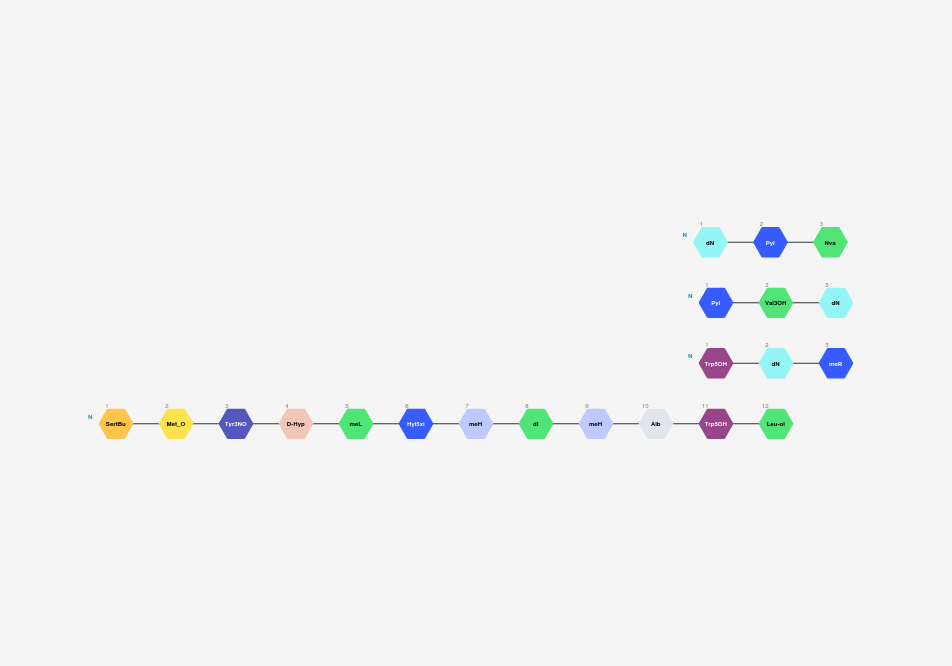 1 2 3
N dN Pyl Nva
1 2 3
N Pyl Val3OH dN
1 2 3
N Trp5OH dN meR
1 2 3 4 5 6 7 8 9 10 11 12
N SertBu Met_O Tyr3NO D-Hyp meL Hyl5xi meH dI meH Aib Trp5OH Leu-ol